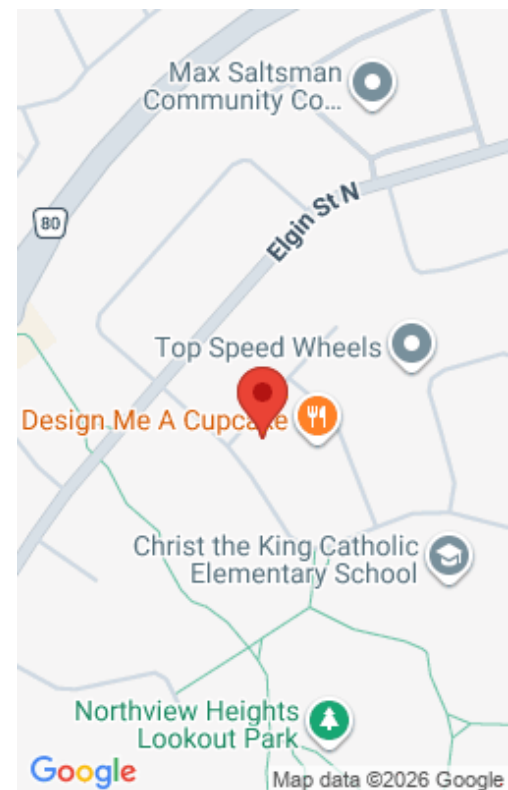 Max Saltsman
Community Co...
80
Elgin St N
Top Speed Wheels
Design Me A Cupcake
Christ the King Catholic
Elementary School
Northview Heights
Lookout Park
Google
Map data ©2026 Google